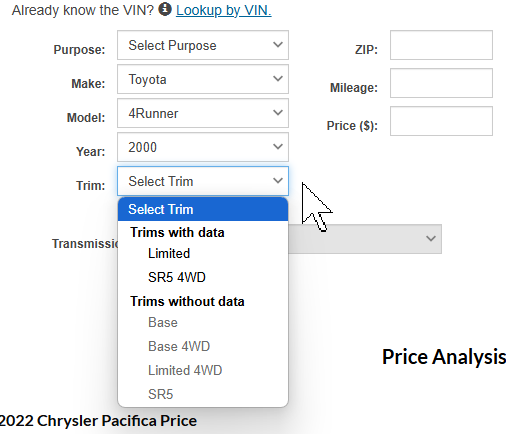 Already know the VIN? Lookup by VIN.
Purpose: Select Purpose ZIP:
Make: Toyota Mileage:
Model: 4Runner Price ($):
Year: 2000
Trim: Select Trim
Select Trim
Trims with data
Transmissio
Limited
SR5 4WD
Trims without data
Base
Base 4WD
Limited 4WD
SR5
Price Analysis
2022 Chrysler Pacifica Price